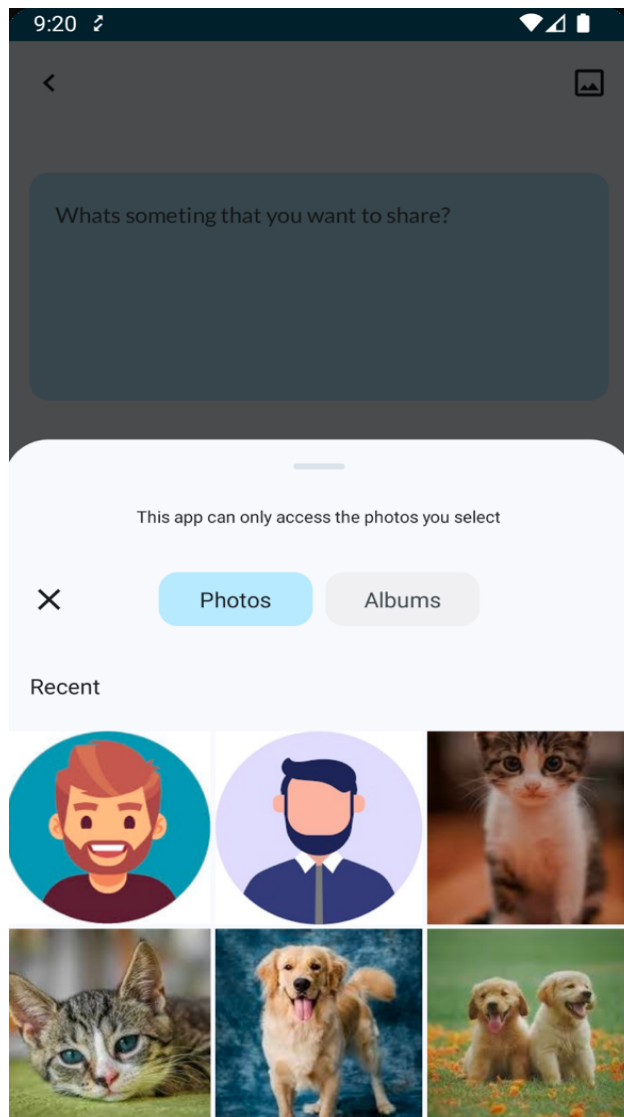 9:20
Whats someting that you want to share?
This app can only access the photos you select
Photos
Albums
Recent